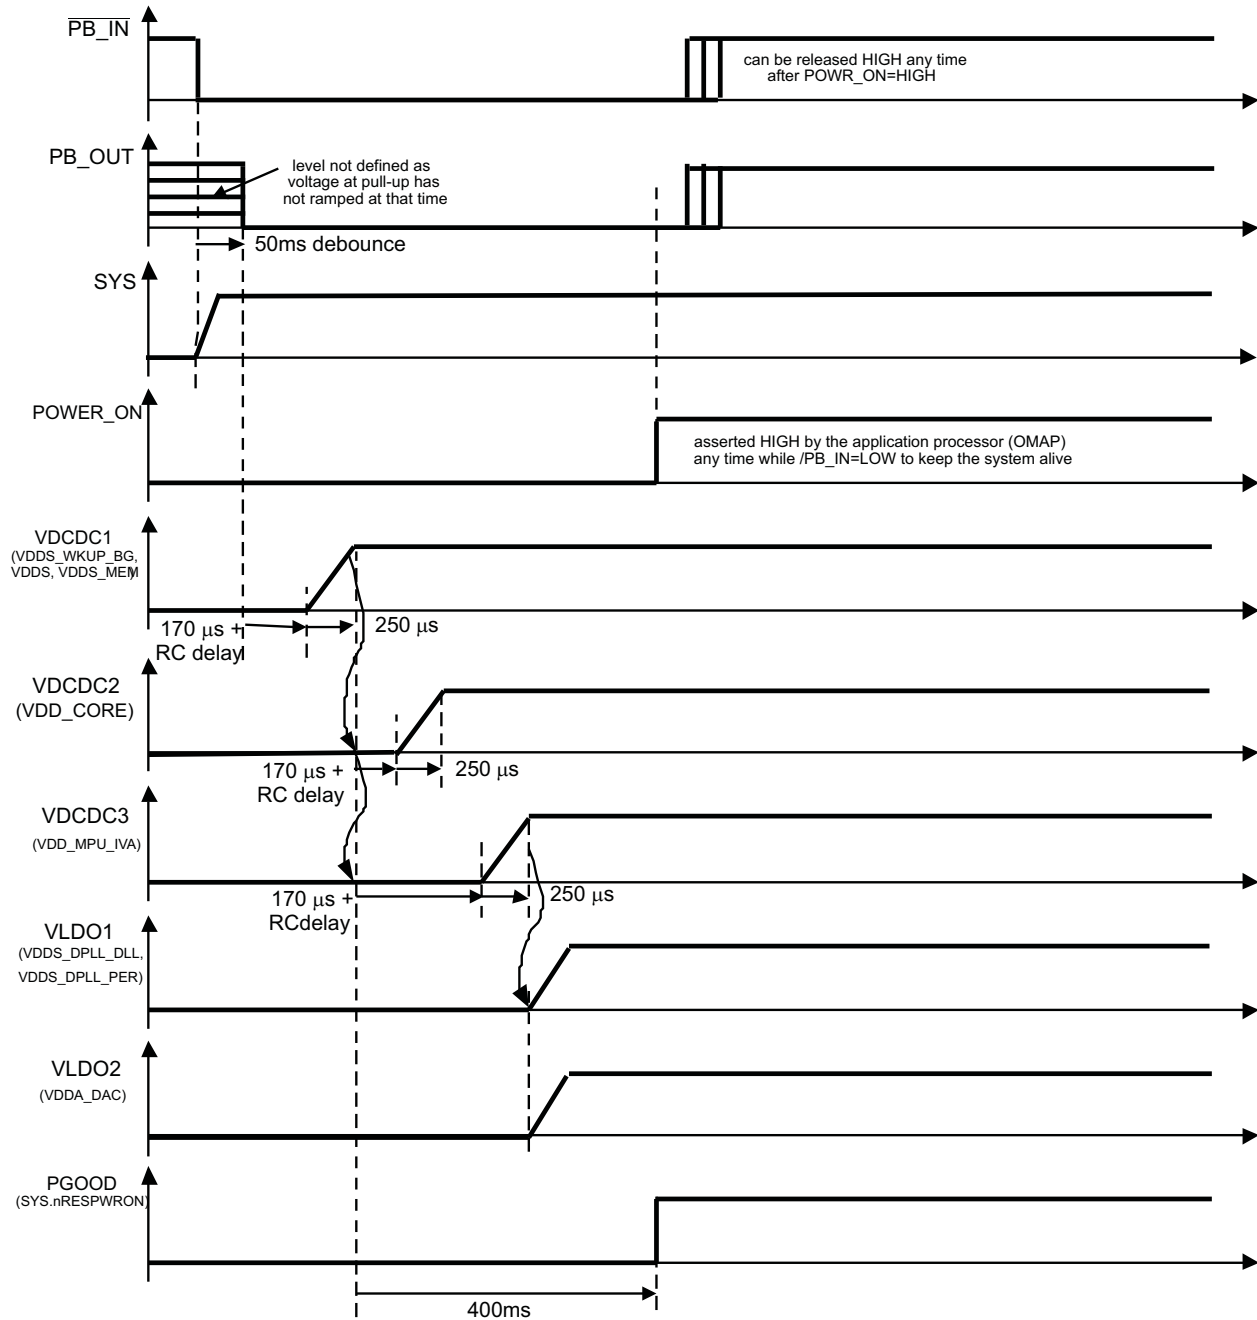 PB_IN
can be released HIGH any time
after POWR_ON=HIGH
PB_OUT
level not defined as
voltage at pull-up has
not ramped at that time
50ms debounce
SYS
POWER_ON
asserted HIGH by the application processor (OMAP)
any time while /PB_IN=LOW to keep the system alive
VDCDC1
(VDDS_WKUP_BG,
VDDS, VDDS_MEM)
170 μs +
RC delay
250 μs
VDCDC2
(VDD_CORE)
170 μs +
RC delay
250 μs
VDCDC3
(VDD_MPU_IVA)
170 μs +
RCdelay
250 μs
VLDO1
(VDDS_DPLL_DLL,
VDDS_DPLL_PER)
VLDO2
(VDDA_DAC)
PGOOD
(SYS.nRESPWRON)
400ms